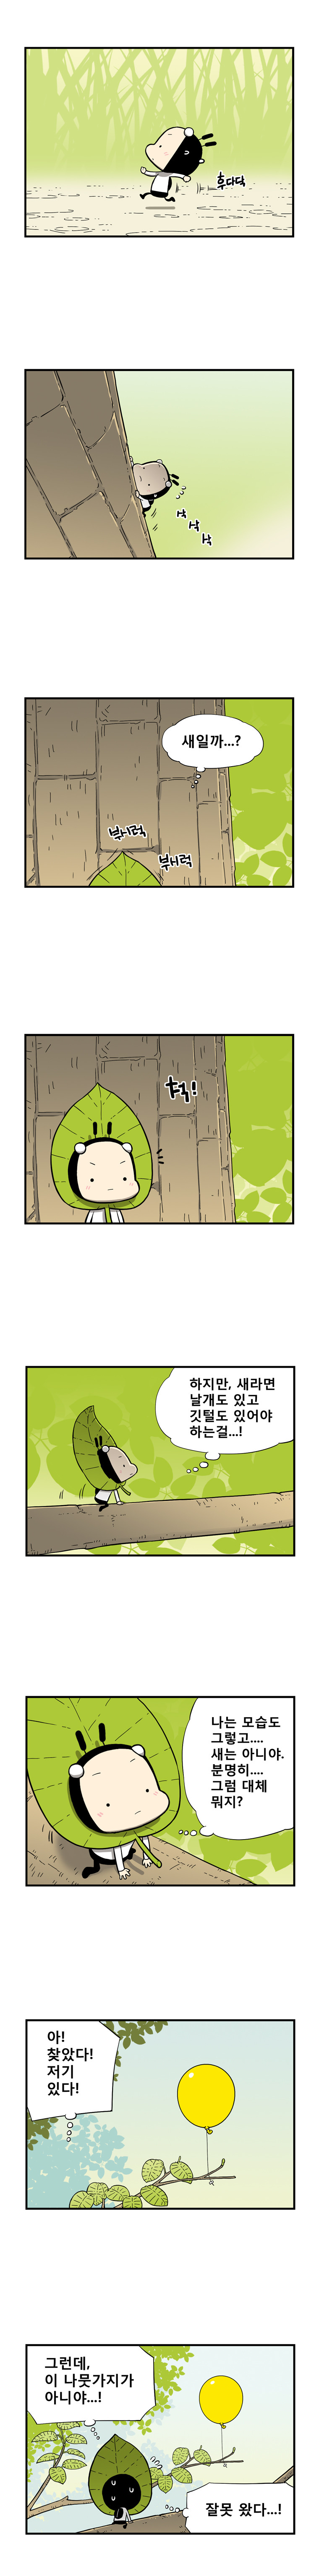 후다닥
삭
삭
삭
새일까...?
부시럭
부시럭
척!
하지만, 새라면
날개도 있고
깃털도 있어야
하는걸...!
나는 모습도
그렇고....
새는 아니야.
분명히....
그럼 대체
뭐지?
아!
찾았다!
저기
있다!
그런데,
이 나뭇가지가
아니야...!
잘못 왔다...!